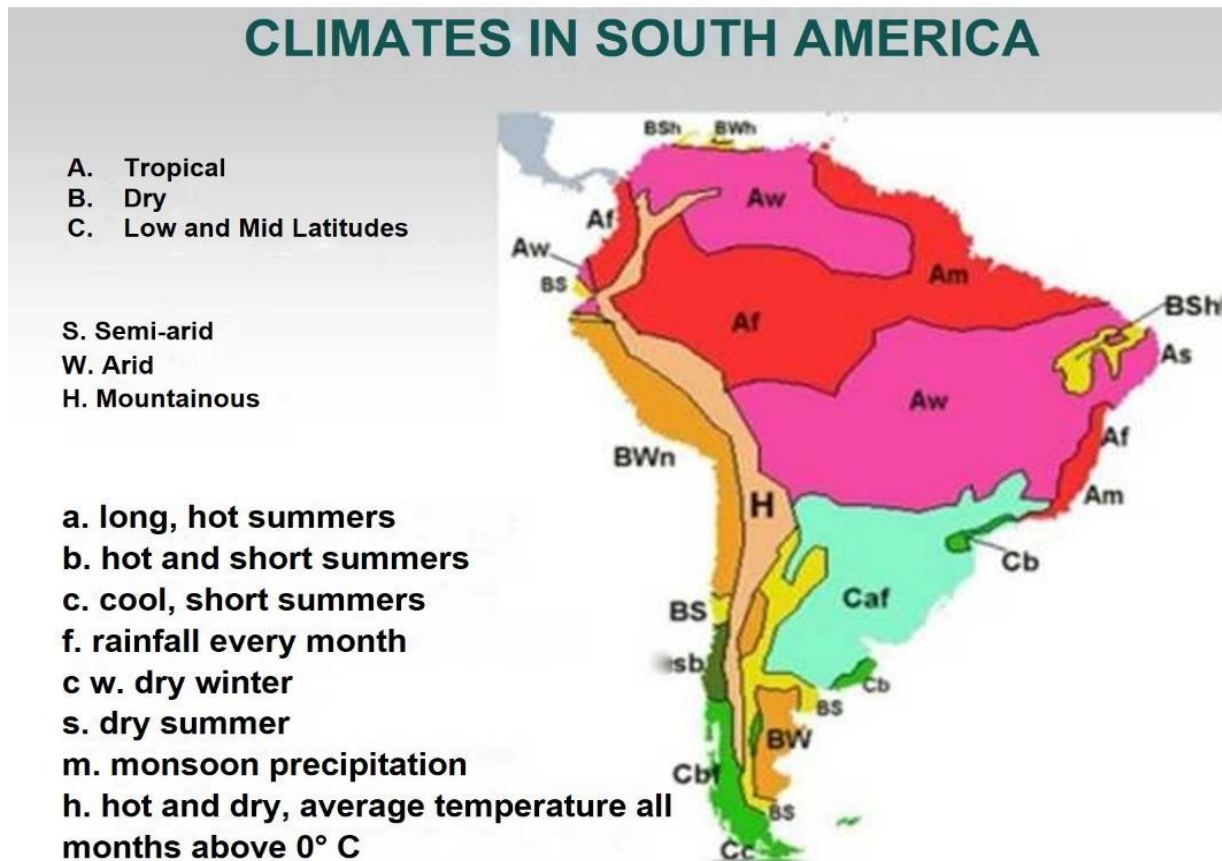 CLIMATES IN SOUTH AMERICA
A. Tropical
B. Dry
C. Low and Mid Latitudes
S. Semi-arid
W. Arid
H. Mountainous
a. long, hot summers
b. hot and short summers
c. cool, short summers
f. rainfall every month
c w. dry winter
s. dry summer
m. monsoon precipitation
h. hot and dry, average temperature all
months above 0° C
BSh
BWh
Aw
Af
Aw
BS
Am
Af
BSh
As
Aw
Af
BWn
Am
H
Cb
Caf
BS
sb
Cb
BS
BW
Cbf
BS
Cc